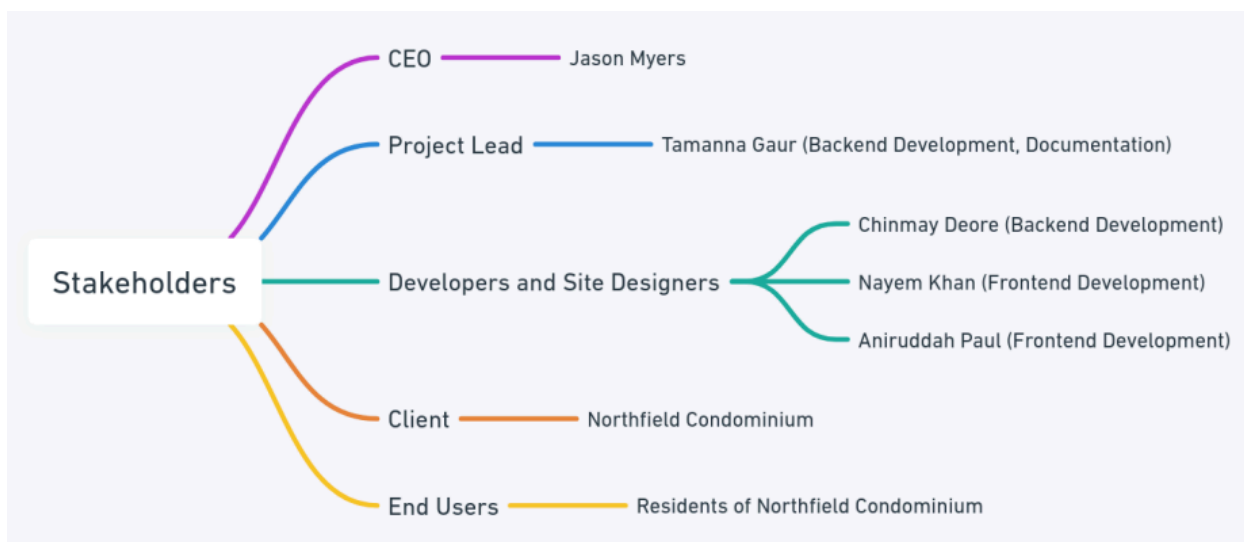 Stakeholders
CEO
Jason Myers
Project Lead
Tamanna Gaur (Backend Development, Documentation)
Developers and Site Designers
Chinmay Deore (Backend Development)
Nayem Khan (Frontend Development)
Aniruddah Paul (Frontend Development)
Client
Northfield Condominium
End Users
Residents of Northfield Condominium